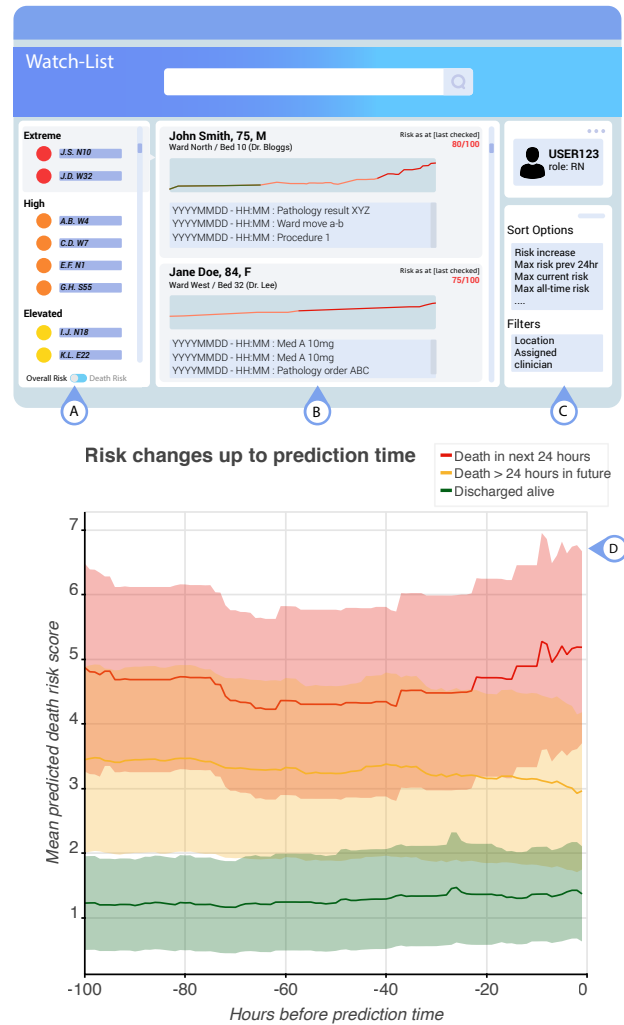 Watch-List
Extreme
J.S. N10
J.D. W32
High
A.B. W4
C.D. W7
E.F. N1
G.H. S55
Elevated
I.J. N18
K.L. E22
Overall Risk Death Risk
John Smith, 75, M
Ward North / Bed 10 (Dr. Bloggs)
Risk as at [last checked]
80/100
YYYYMMDD - HH:MM : Pathology result XYZ
YYYYMMDD - HH:MM : Ward move a-b
YYYYMMDD - HH:MM : Procedure 1
Jane Doe, 84, F
Ward West / Bed 32 (Dr. Lee)
Risk as at [last checked]
75/100
YYYYMMDD - HH:MM : Med A 10mg
YYYYMMDD - HH:MM : Med A 10mg
YYYYMMDD - HH:MM : Pathology order ABC
USER123
role: RN
Sort Options
Risk increase
Max risk prev 24hr
Max current risk
Max all-time risk
....
Filters
Location
Assigned
clinician
A
B
C
Risk changes up to prediction time
Death in next 24 hours
Death > 24 hours in future
Discharged alive
D
Mean predicted death risk score
7
6
5
4
3
2
1
-100
-80
-60
-40
-20
0
Hours before prediction time